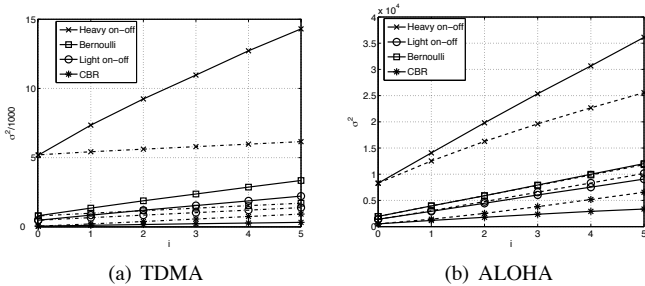 15
10
5
0
σ²/1000
Heavy on−off
Bernoulli
Light on−off
CBR
0 1 2 3 4 5
i
(a) TDMA
x 10⁴
4
3.5
3
2.5
2
1.5
1
0.5
0
σ²
Heavy on−off
Light on−off
Bernoulli
CBR
0 1 2 3 4 5
i
(b) ALOHA